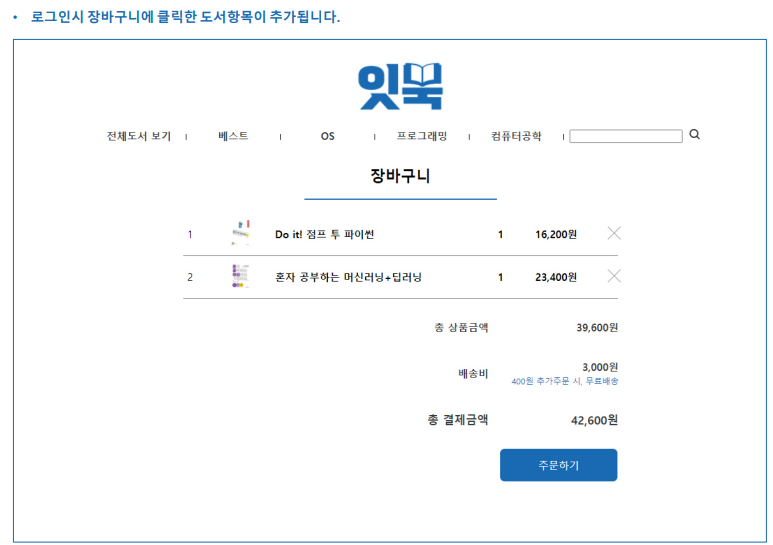 • 로그인시 장바구니에 클릭한 도서항목이 추가됩니다.
잇북
전체도서 보기 | 베스트 | OS | 프로그래밍 | 컴퓨터공학 |
장바구니
1 Do it! 점프 투 파이썬 1 16,200원
2 혼자 공부하는 머신러닝+딥러닝 1 23,400원
총 상품금액 39,600원
배송비 3,000원
400원 추가주문 시, 무료배송
총 결제금액 42,600원
주문하기